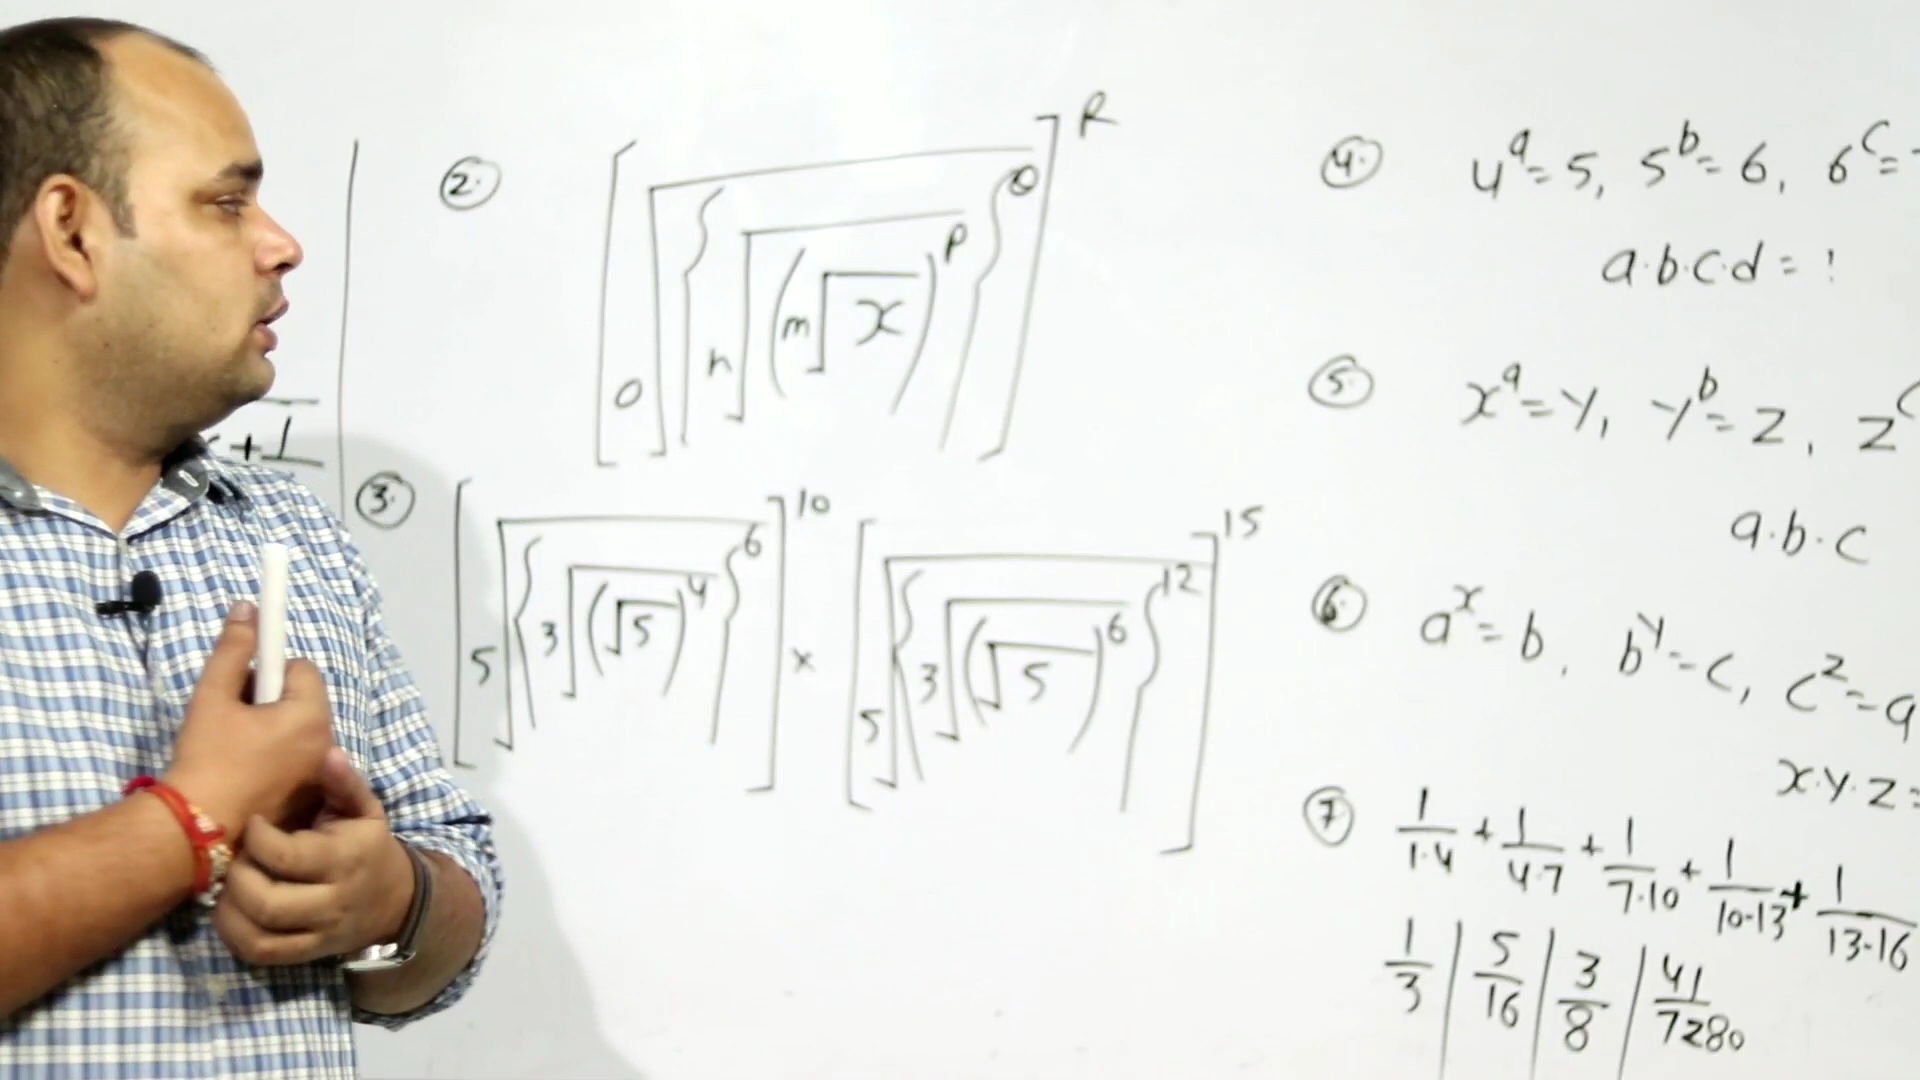 +1
②. [ o√{ n√( m√x )^P }^Q ]^R
③. [ 5√{ 3√(√5)^4 }^6 ]^10 × [ 5√{ 3√(√5)^6 }^12 ]^15
④. 4^a = 5, 5^b = 6, 6^c =
a·b·c·d = !
⑤. x^a = y, y^b = z, z^c
a·b·c
⑥. a^x = b, b^y = c, c^z = a
x·y·z =
⑦ 1/1·4 + 1/4·7 + 1/7·10 + 1/10·13 + 1/13·16
1/3 | 5/16 | 3/8 | 41/7280